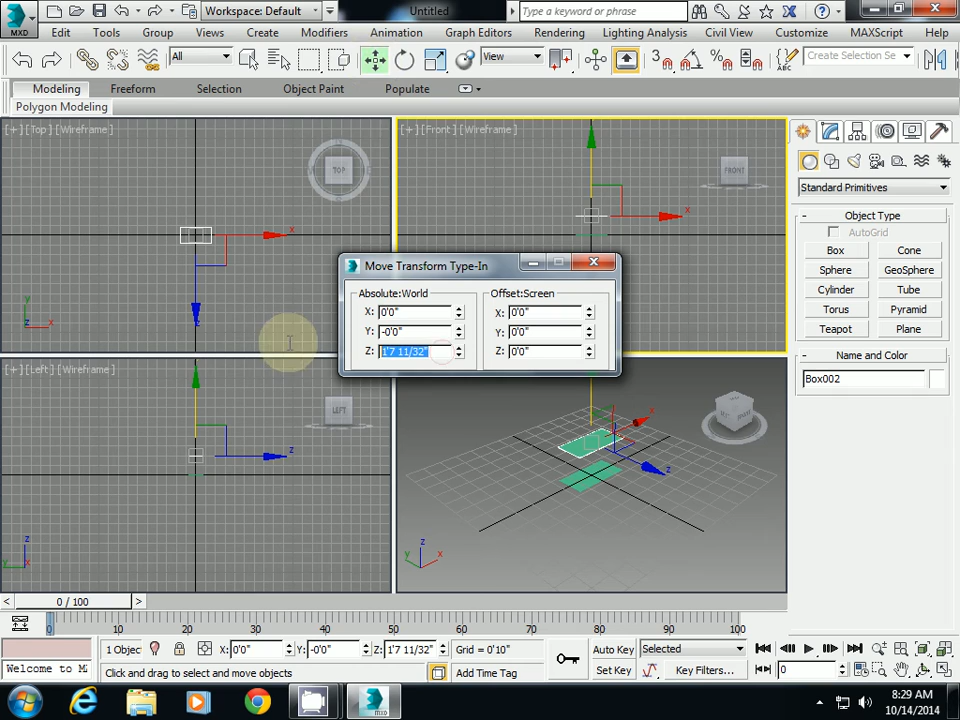 Workspace: Default
Untitled
Type a keyword or phrase
MXD
Edit Tools Group Views Create Modifiers Animation Graph Editors Rendering Lighting Analysis Civil View Customize MAXScript Help
All
View
3
Create Selection Se
Modeling Freeform Selection Object Paint Populate
Polygon Modeling
[+] [Top] [Wireframe]
[+] [Front] [Wireframe]
TOP
FRONT
x
x
y
z
x
z
Standard Primitives
Object Type
AutoGrid
Box Cone
Sphere GeoSphere
Cylinder Tube
Torus Pyramid
Teapot Plane
Name and Color
Box002
Move Transform Type-In
Absolute:World
X: 0'0"
Y: -0'0"
Z: 1'7 11/32"
Offset:Screen
X: 0'0"
Y: 0'0"
Z: 0'0"
[+] [Left] [Wireframe]
LEFT
z
z
y
x
x
z
z
y
x
0 / 100
0 10 20 30 40 50 60 70 80 90 100
1 Objec
X: 0'0"
Y: -0'0"
Z: 1'7 11/32"
Grid = 0'10"
Auto Key
Selected
Welcome to M
Click and drag to select and move objects
Add Time Tag
Set Key
Key Filters...
0
MXD
8:29 AM
10/14/2014